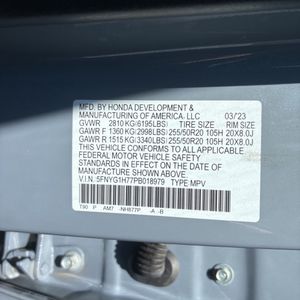 MFD. BY HONDA DEVELOPMENT &
MANUFACTURING OF AMERICA. LLC 03/23
GVWR 2810 KG(6195LBS) TIRE SIZE RIM SIZE
GAWR F 1360 KG(2998LBS) 255/50R20 105H 20X8.0J
GAWR R 1515 KG(3340LBS) 255/50R20 105H 20X8.0J
THIS VEHICLE CONFORMS TO ALL APPLICABLE
FEDERAL MOTOR VEHICLE SAFETY STANDARDS IN
EFFECT ON THE DATE OF MANUFACTURE SHOWN ABOVE.
V.I.N. 5FNYG1H77PB018979 TYPE MPV
T90 P AM7 -NH877P -A -B